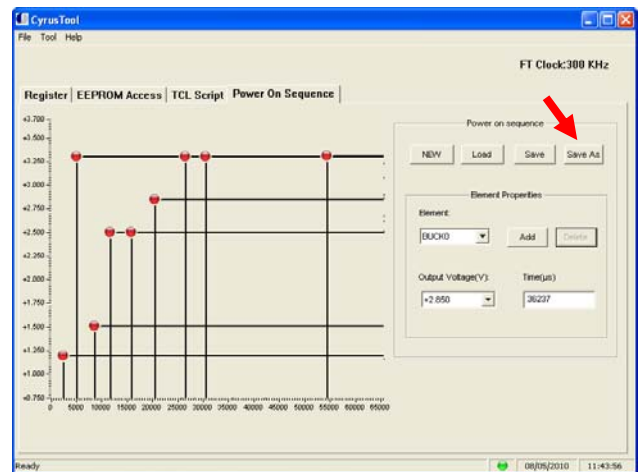 CyrusTool
File Tool Help
FT Clock:300 KHz
Register EEPROM Access TCL Script Power On Sequence
Power on sequence
NEW Load Save Save As
Element Properties
Element:
BUCK0 Add Delete
Output Voltage(V): Time(µs)
+2.850 36237
+3.700
+3.500
+3.250
+3.000
+2.750
+2.500
+2.250
+2.000
+1.750
+1.500
+1.250
+1.000
+0.750
0 5000 10000 15000 20000 25000 30000 35000 40000 45000 50000 55000 60000 65000
Ready 08/05/2010 11:43:56